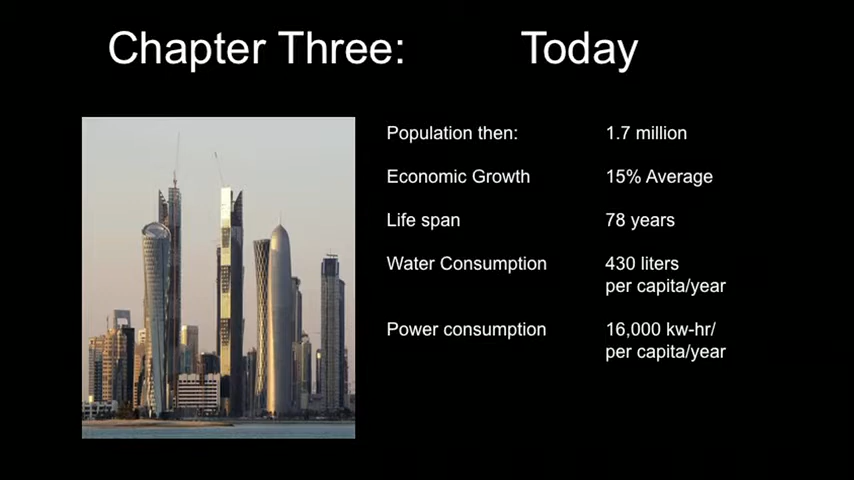 Chapter Three: Today
Population then: 1.7 million
Economic Growth 15% Average
Life span 78 years
Water Consumption 430 liters
per capita/year
Power consumption 16,000 kw-hr/
per capita/year